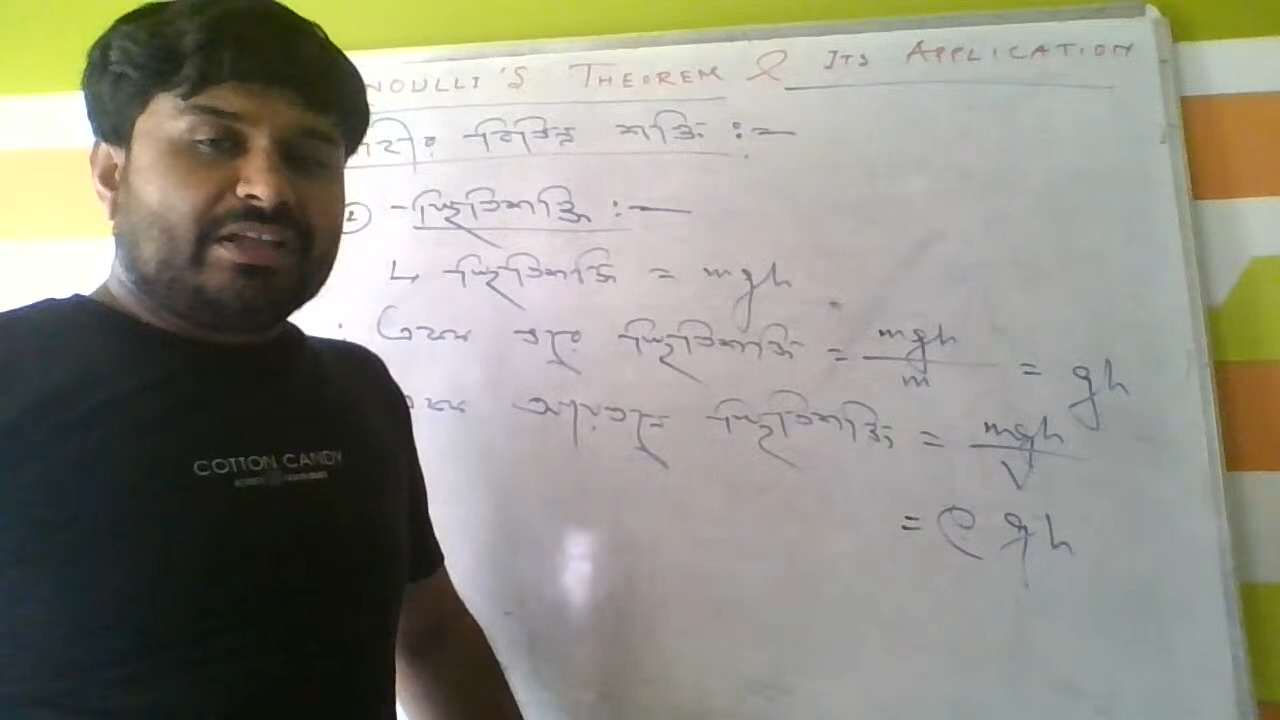 NOULLI'S THEOREM & ITS APPLICATION
বিভিন্ন শক্তি :—
স্থিতিশক্তি :—
↳ স্থিতিশক্তি = mgh
একক ভরে স্থিতিশক্তি = mgh / m = gh
একক আয়তনে স্থিতিশক্তি = mgh / V
= ρgh
COTTON CANDY